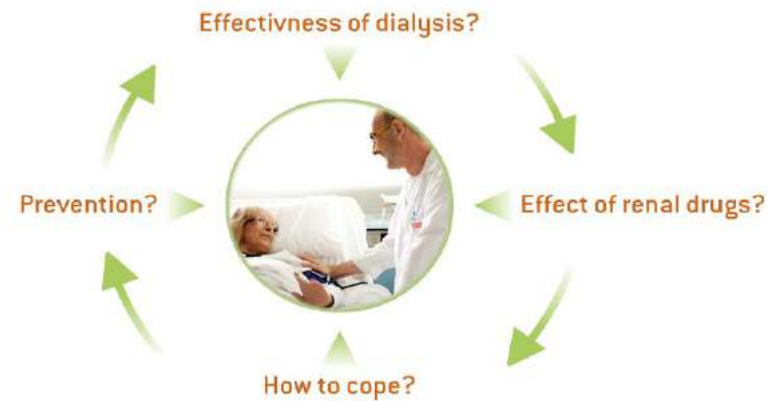 Effectivness of dialysis?
Prevention?
Effect of renal drugs?
How to cope?